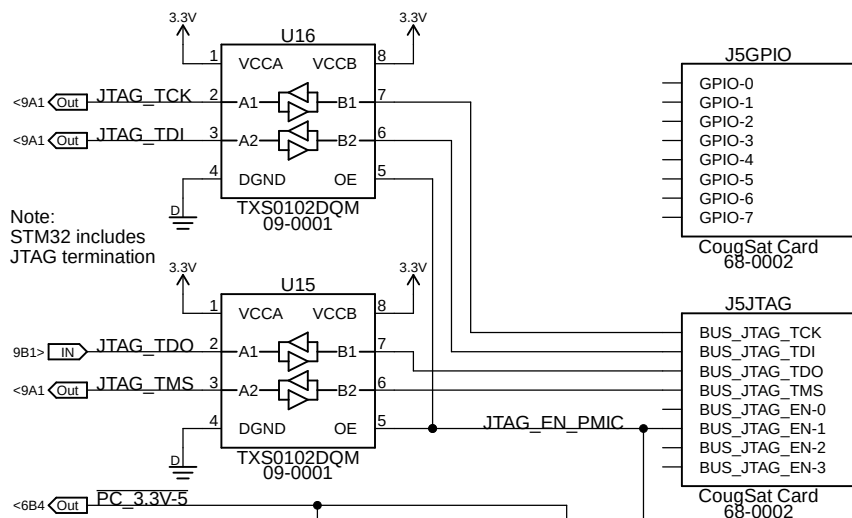 3.3V
3.3V
U16
1
VCCA
VCCB
8
<9A1
Out
JTAG_TCK
2
A1
B1
7
<9A1
Out
JTAG_TDI
3
A2
B2
6
4
DGND
OE
5
D
TXS0102DQM
09-0001
Note:
STM32 includes
JTAG termination
J5GPIO
GPIO-0
GPIO-1
GPIO-2
GPIO-3
GPIO-4
GPIO-5
GPIO-6
GPIO-7
CougSat Card
68-0002
3.3V
3.3V
U15
1
VCCA
VCCB
8
9B1>
IN
JTAG_TDO
2
A1
B1
7
<9A1
Out
JTAG_TMS
3
A2
B2
6
4
DGND
OE
5
D
TXS0102DQM
09-0001
JTAG_EN_PMIC
J5JTAG
BUS_JTAG_TCK
BUS_JTAG_TDI
BUS_JTAG_TDO
BUS_JTAG_TMS
BUS_JTAG_EN-0
BUS_JTAG_EN-1
BUS_JTAG_EN-2
BUS_JTAG_EN-3
CougSat Card
68-0002
<6B4
Out
PC_3.3V-5